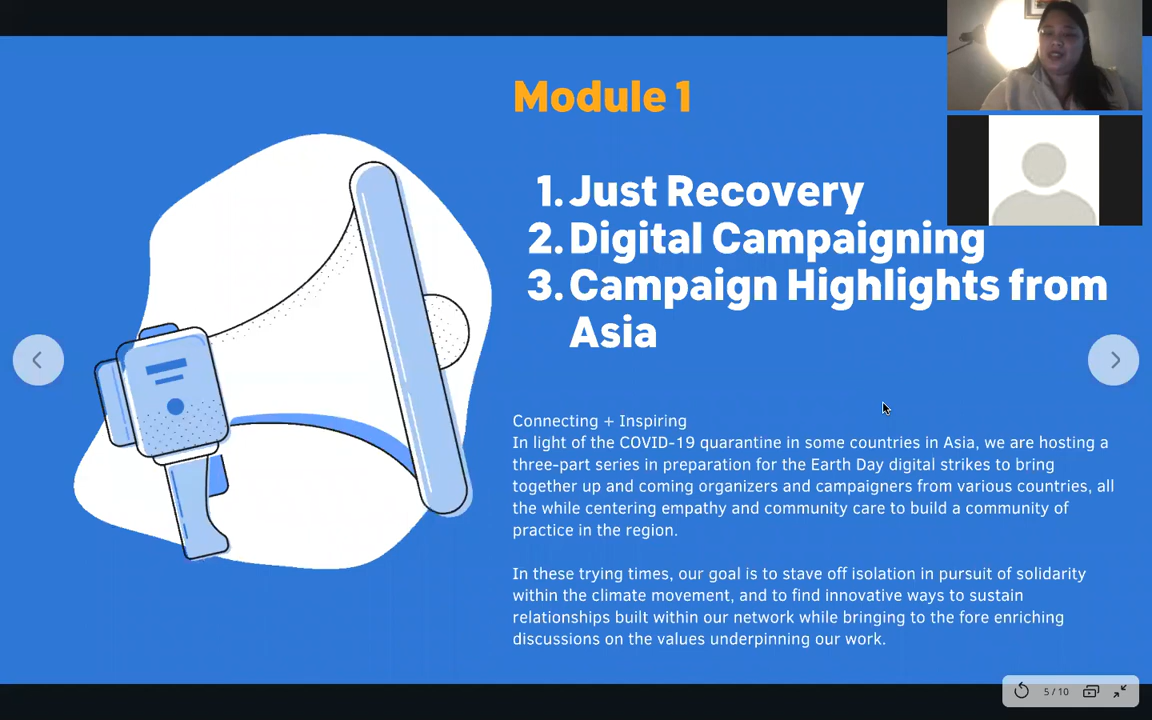 Module 1
1. Just Recovery
2. Digital Campaigning
3. Campaign Highlights from
Asia
Connecting + Inspiring
In light of the COVID-19 quarantine in some countries in Asia, we are hosting a
three-part series in preparation for the Earth Day digital strikes to bring
together up and coming organizers and campaigners from various countries, all
the while centering empathy and community care to build a community of
practice in the region.
In these trying times, our goal is to stave off isolation in pursuit of solidarity
within the climate movement, and to find innovative ways to sustain
relationships built within our network while bringing to the fore enriching
discussions on the values underpinning our work.
5 / 10